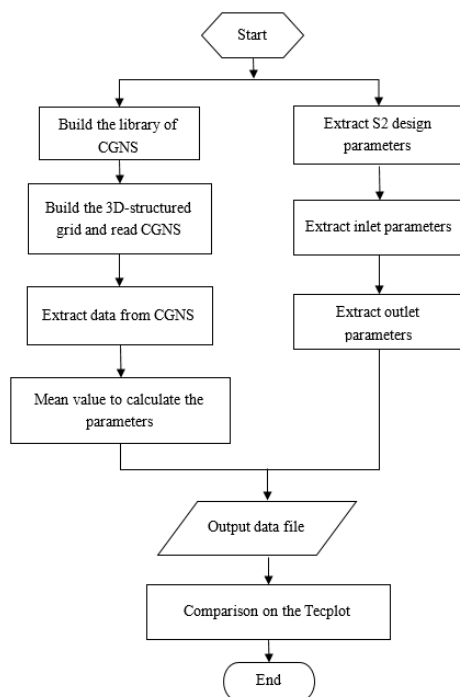 Start
Build the library of
CGNS
Build the 3D-structured
grid and read CGNS
Extract data from CGNS
Mean value to calculate the
parameters
Extract S2 design
parameters
Extract inlet parameters
Extract outlet
parameters
Output data file
Comparison on the Tecplot
End